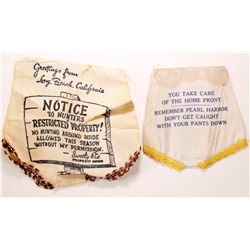 Greetings from
Long Beach, California
NOTICE
TO HUNTERS
RESTRICTED PROPERTY!
NO HUNTING AROUND INSIDE
ALLOWED THIS SEASON
WITHOUT MY PERMISSION.
Sweetie Pie
PROPERTY OWNER
YOU TAKE CARE
OF THE HOME FRONT
REMEMBER PEARL HARBOR
DON'T GET CAUGHT
WITH YOUR PANTS DOWN